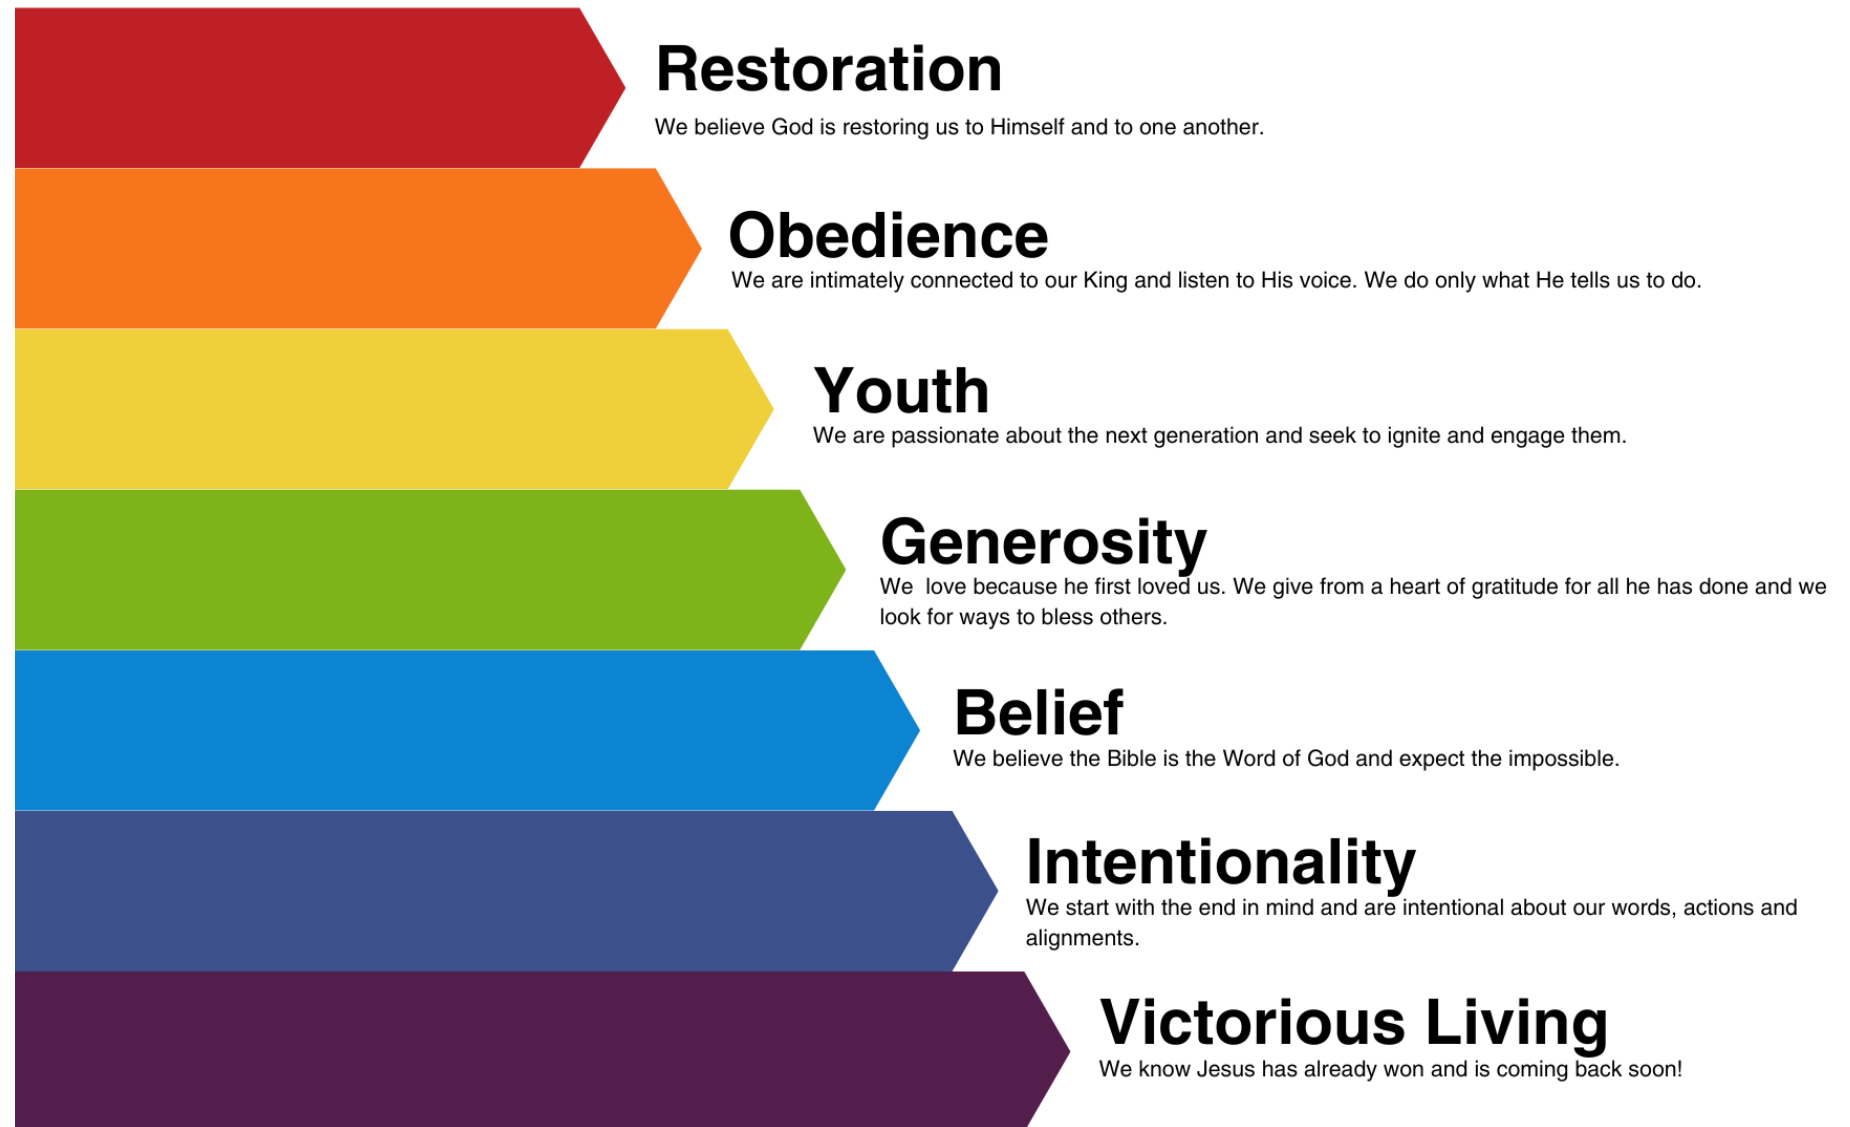 Restoration
We believe God is restoring us to Himself and to one another.
Obedience
We are intimately connected to our King and listen to His voice. We do only what He tells us to do.
Youth
We are passionate about the next generation and seek to ignite and engage them.
Generosity
We  love because he first loved us. We give from a heart of gratitude for all he has done and we
look for ways to bless others.
Belief
We believe the Bible is the Word of God and expect the impossible.
Intentionality
We start with the end in mind and are intentional about our words, actions and
alignments.
Victorious Living
We know Jesus has already won and is coming back soon!